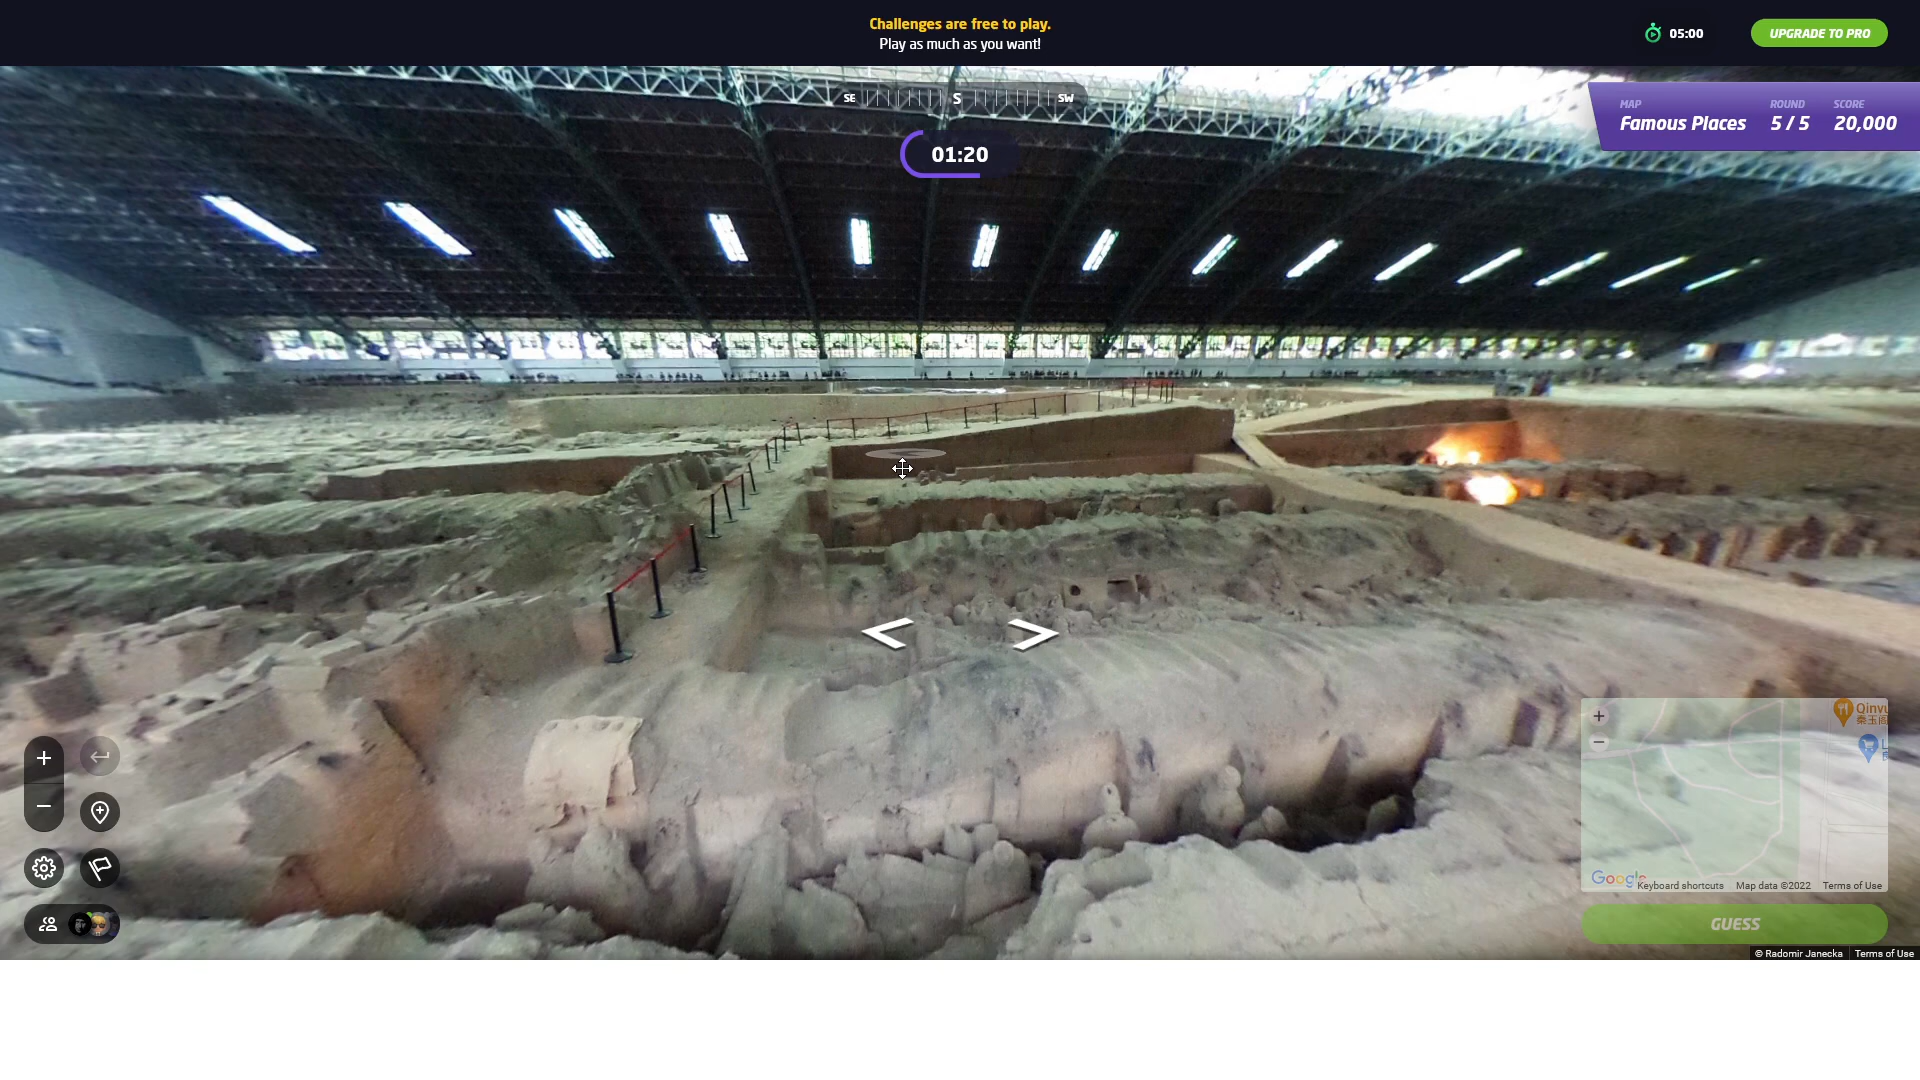 Challenges are free to play.
Play as much as you want!
05:00
UPGRADE TO PRO
SE
S
SW
01:20
MAP
ROUND
SCORE
Famous Places
5 / 5
20,000
+
−
+
−
Qinyu
Google
Keyboard shortcuts
Map data ©2022
Terms of Use
GUESS
© Radomir Janecka
Terms of Use